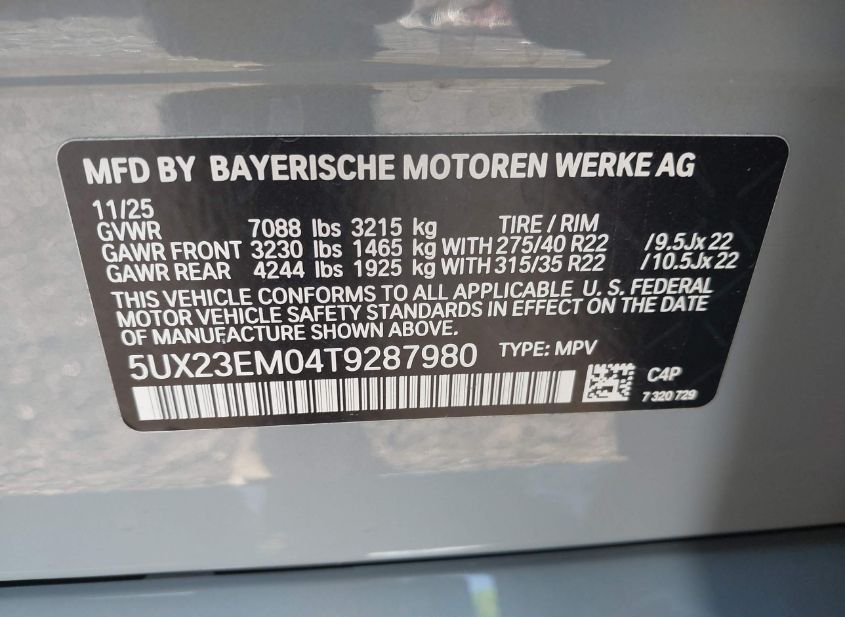 MFD BY BAYERISCHE MOTOREN WERKE AG
11/25
GVWR 7088 lbs 3215 kg TIRE / RIM
GAWR FRONT 3230 lbs 1465 kg WITH 275/40 R22 /9.5Jx22
GAWR REAR 4244 lbs 1925 kg WITH 315/35 R22 /10.5Jx22
THIS VEHICLE CONFORMS TO ALL APPLICABLE U. S. FEDERAL
MOTOR VEHICLE SAFETY STANDARDS IN EFFECT ON THE DATE
OF MANUFACTURE SHOWN ABOVE.
5UX23EM04T9287980 TYPE: MPV
C4P
7 320 729